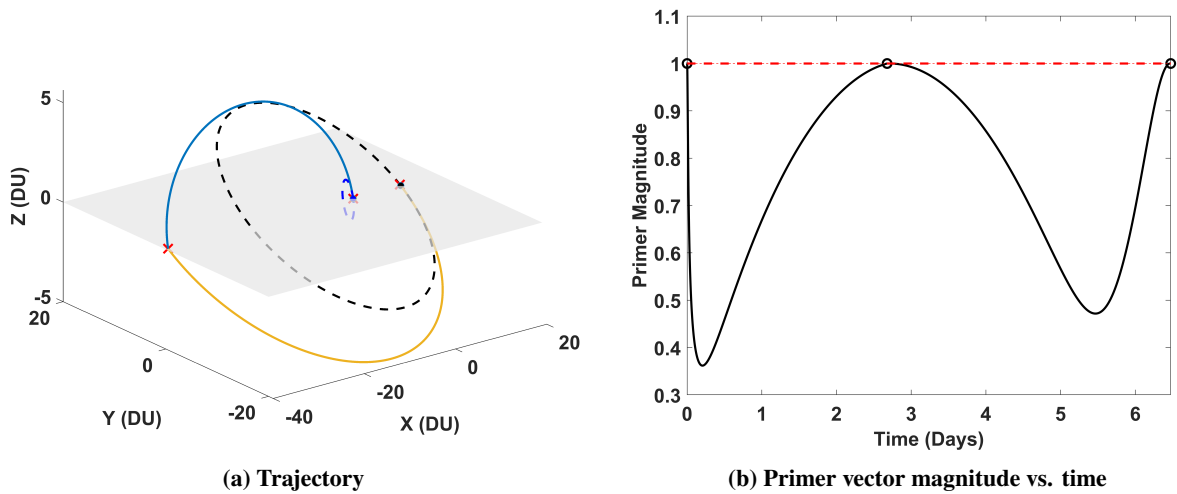 5
0
-5
Z (DU)
20
0
-20
Y (DU)
-40
-20
0
20
X (DU)
(a) Trajectory
1.1
1
0.9
0.8
0.7
0.6
0.5
0.4
0.3
Primer Magnitude
0 1 2 3 4 5 6
Time (Days)
(b) Primer vector magnitude vs. time